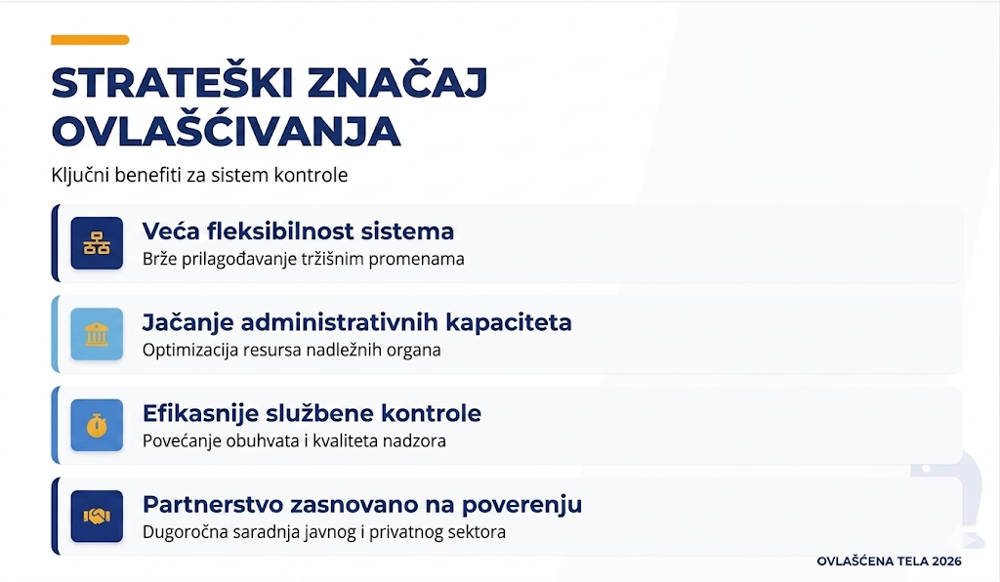 STRATEŠKI ZNAČAJ
OVLAŠĆIVANJA
Ključni benefiti za sistem kontrole
Veća fleksibilnost sistema
Brže prilagođavanje tržišnim promenama
Jačanje administrativnih kapaciteta
Optimizacija resursa nadležnih organa
Efikasnije službene kontrole
Povećanje obuhvata i kvaliteta nadzora
Partnerstvo zasnovano na poverenju
Dugoročna saradnja javnog i privatnog sektora
OVLAŠĆENA TELA 2026